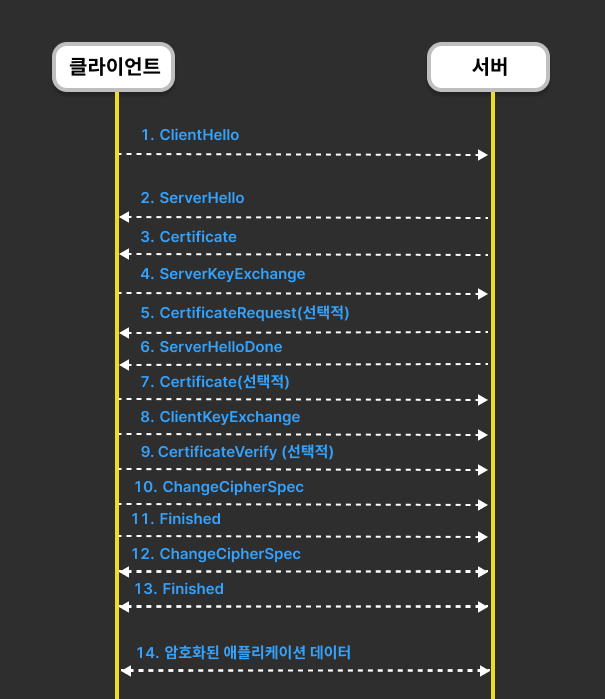 클라이언트
서버
1. ClientHello
2. ServerHello
3. Certificate
4. ServerKeyExchange
5. CertificateRequest(선택적)
6. ServerHelloDone
7. Certificate(선택적)
8. ClientKeyExchange
9. CertificateVerify (선택적)
10. ChangeCipherSpec
11. Finished
12. ChangeCipherSpec
13. Finished
14. 암호화된 애플리케이션 데이터